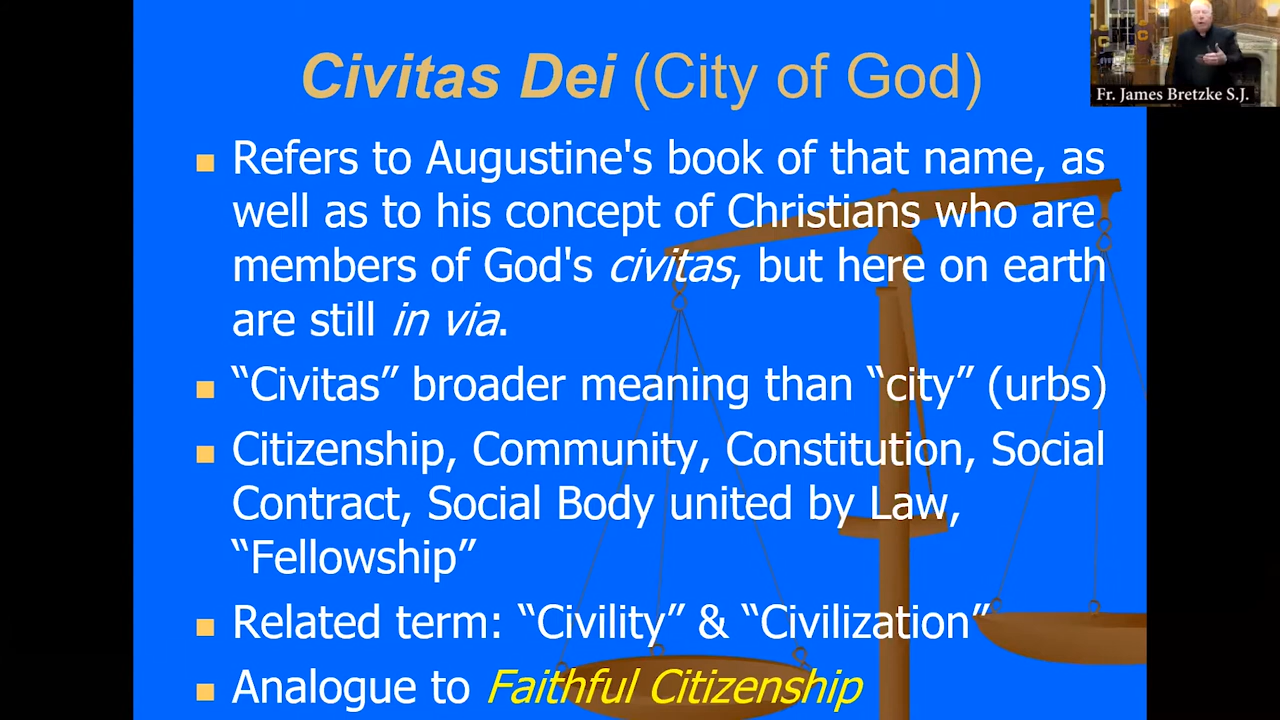 Civitas Dei (City of God)
Fr. James Bretzke S.J.
Refers to Augustine's book of that name, as
well as to his concept of Christians who are
members of God's civitas, but here on earth
are still in via.
“Civitas” broader meaning than “city” (urbs)
Citizenship, Community, Constitution, Social
Contract, Social Body united by Law,
“Fellowship”
Related term: “Civility” & “Civilization”
Analogue to Faithful Citizenship